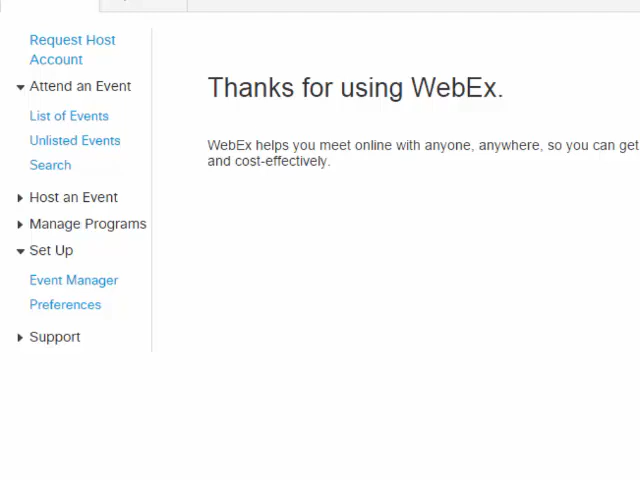 Request Host
Account
Attend an Event
List of Events
Unlisted Events
Search
Host an Event
Manage Programs
Set Up
Event Manager
Preferences
Support
Thanks for using WebEx.
WebEx helps you meet online with anyone, anywhere, so you can get
and cost-effectively.